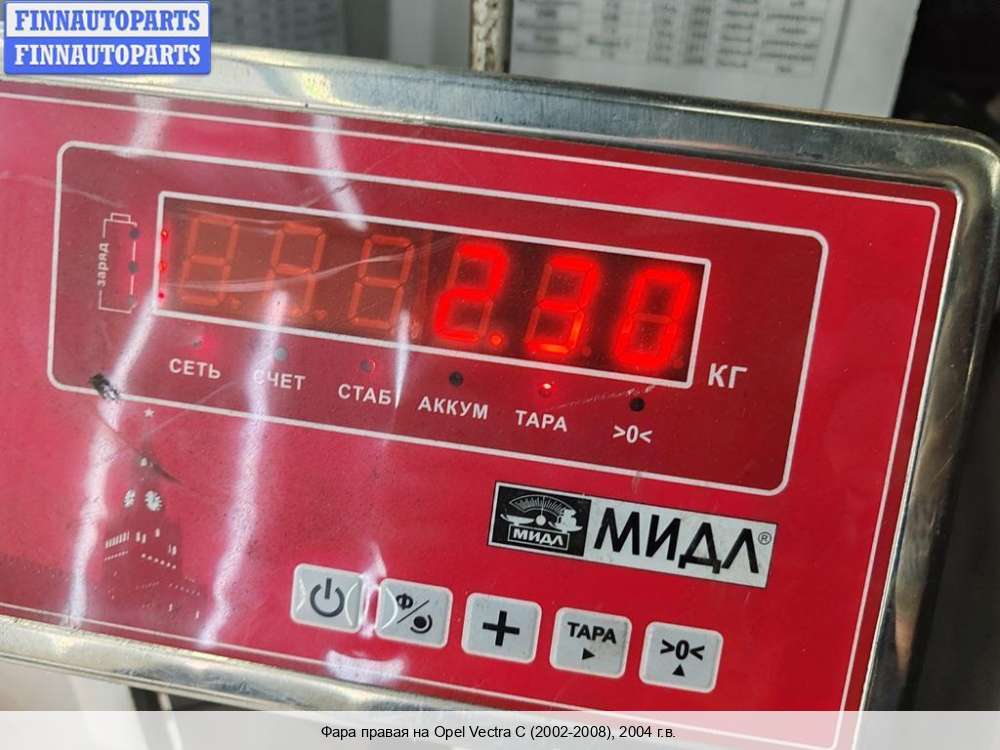 FINNAUTOPARTS
FINNAUTOPARTS
заряд
2.30
КГ
СЕТЬ
СЧЕТ
СТАБ
АККУМ
ТАРА
>0<
МИДЛ
МИДЛ®
Ф/
+
ТАРА
>0<
Фара правая на Opel Vectra C (2002-2008), 2004 г.в.